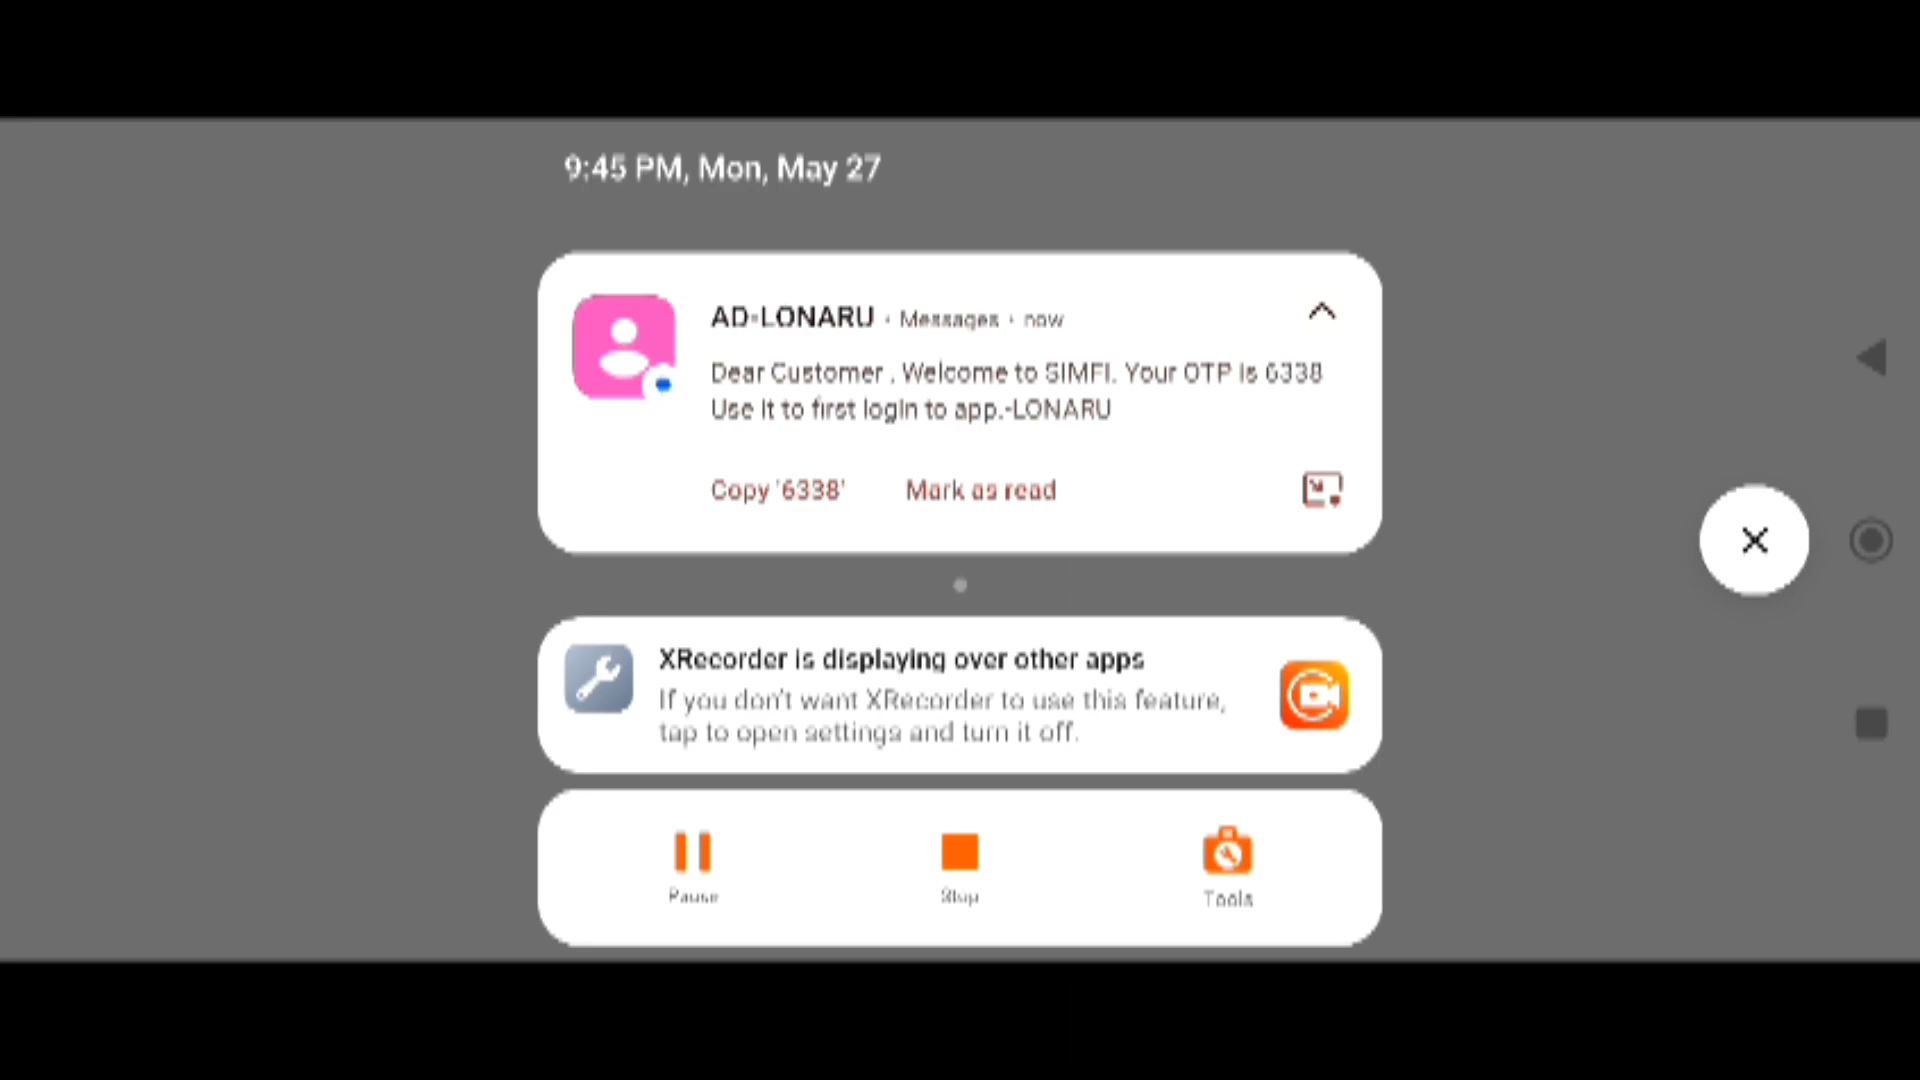 9:45 PM, Mon, May 27
AD-LONARU · Messages · now
Dear Customer , Welcome to SIMFI. Your OTP is 6338
Use it to first login to app.-LONARU
Copy '6338' Mark as read
XRecorder is displaying over other apps
If you don't want XRecorder to use this feature,
tap to open settings and turn it off.
Pause Stop Tools